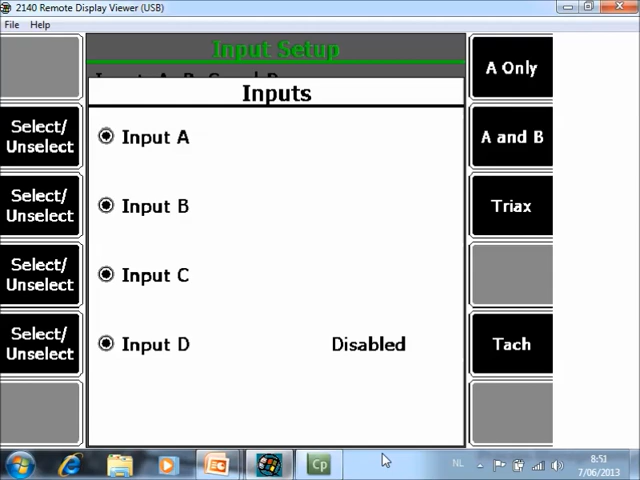 2140 Remote Display Viewer (USB)
File Help
Input Setup
Inputs
A Only
Select/
Unselect
Input A
A and B
Select/
Unselect
Input B
Triax
Select/
Unselect
Input C
Select/
Unselect
Input D
Disabled
Tach
Cp
NL
8:51
7/06/2013